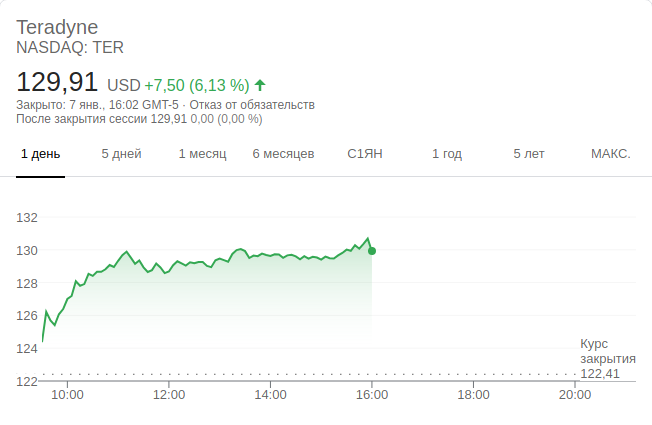 Teradyne
NASDAQ: TER
129,91 USD +7,50 (6,13 %)
Закрыто: 7 янв., 16:02 GMT-5 · Отказ от обязательств
После закрытия сессии 129,91 0,00 (0,00 %)
1 день 5 дней 1 месяц 6 месяцев С1ЯН 1 год 5 лет МАКС.
132
130
128
126
124
Курс
закрытия
122,41
122
10:00 12:00 14:00 16:00 18:00 20:00